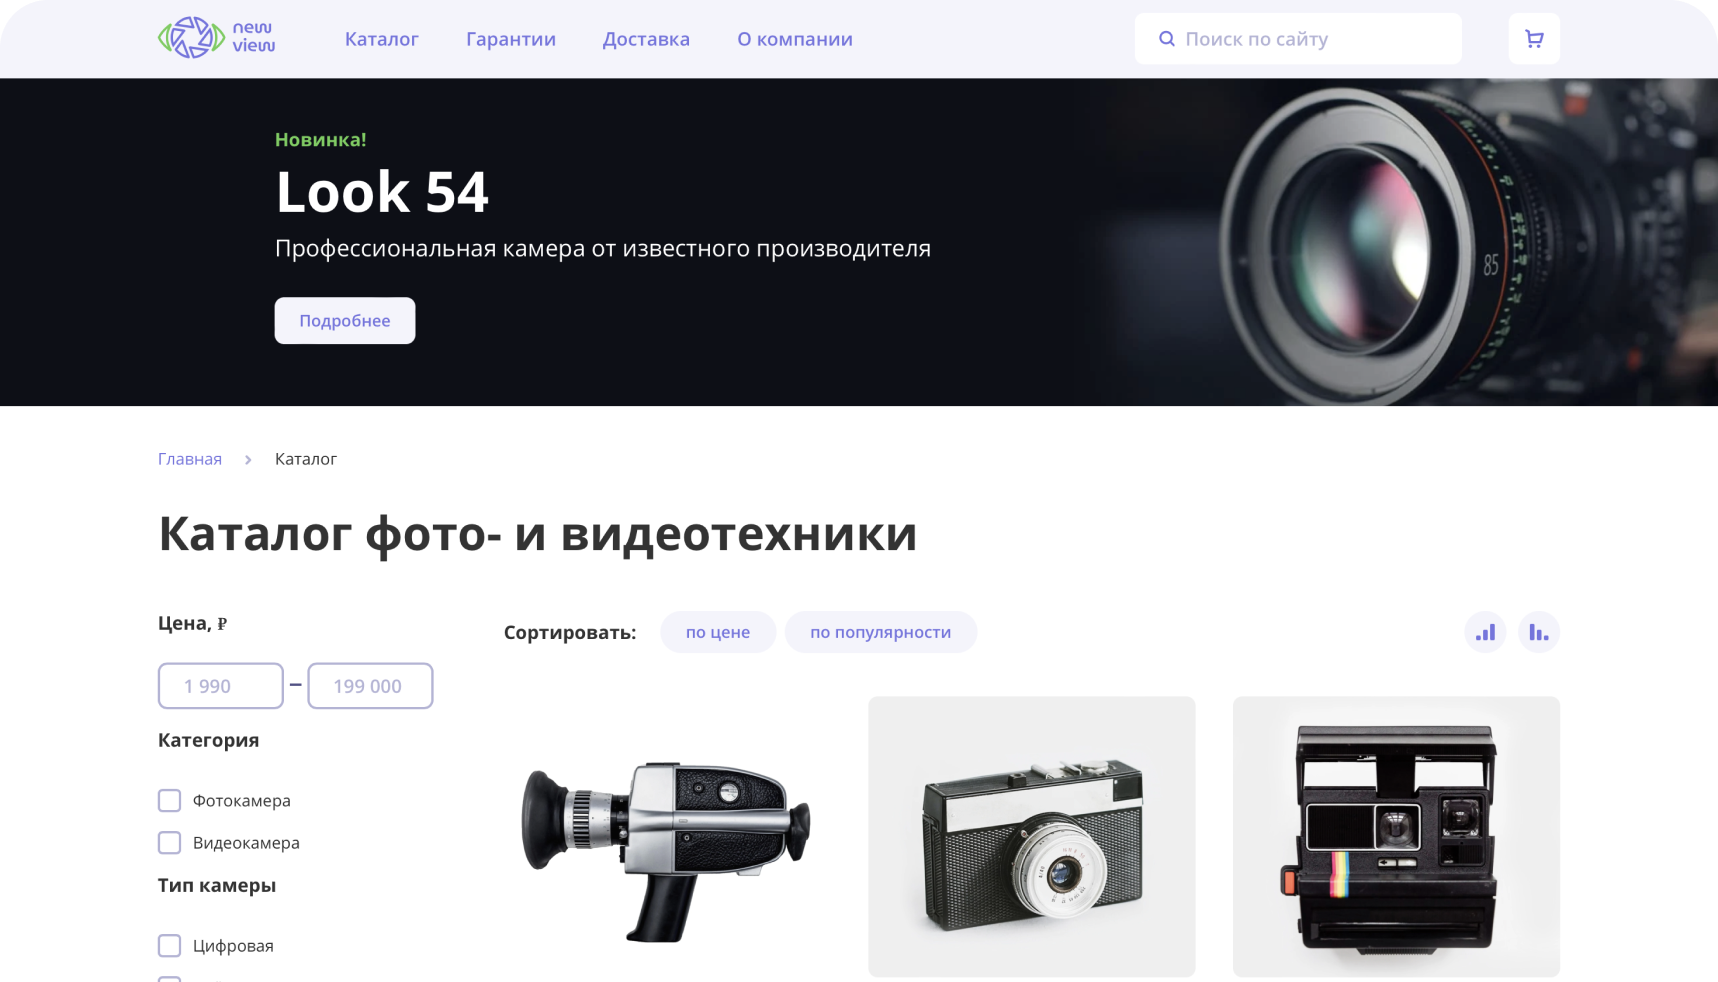 new
view
Каталог
Гарантии
Доставка
О компании
Поиск по сайту
Новинка!
Look 54
Профессиональная камера от известного производителя
Подробнее
85
Главная
Каталог
Каталог фото- и видеотехники
Цена, ₽
1 990
–
199 000
Категория
Фотокамера
Видеокамера
Тип камеры
Цифровая
Сортировать:
по цене
по популярности